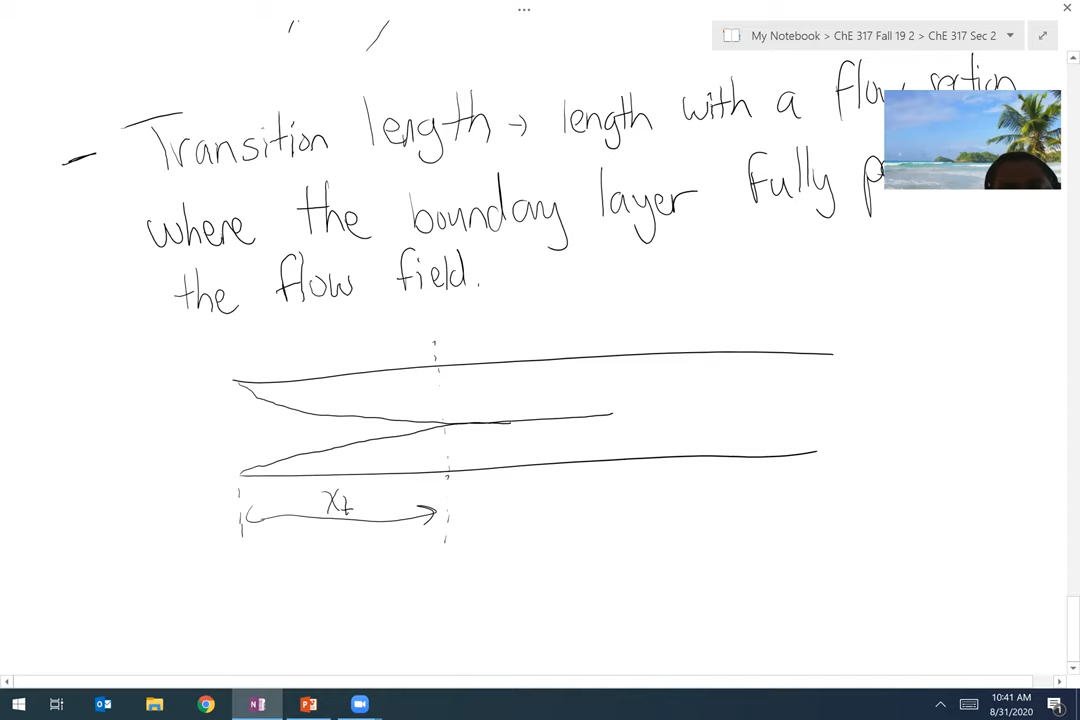 My Notebook > ChE 317 Fall 19 2 > ChE 317 Sec 2
- Transition length → length with a flow section
where the boundary layer fully
the flow field.
xt
10:41 AM
8/31/2020